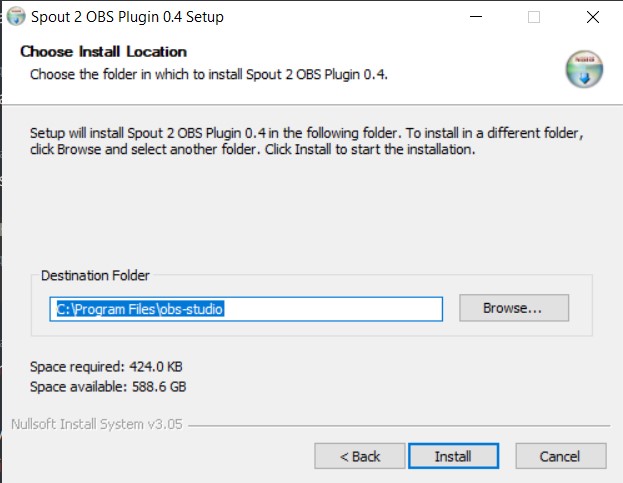 Spout 2 OBS Plugin 0.4 Setup
Choose Install Location
Choose the folder in which to install Spout 2 OBS Plugin 0.4.
Setup will install Spout 2 OBS Plugin 0.4 in the following folder. To install in a different folder,
click Browse and select another folder. Click Install to start the installation.
Destination Folder
C:\Program Files\obs-studio
Browse...
Space required: 424.0 KB
Space available: 588.6 GB
Nullsoft Install System v3.05
< Back
Install
Cancel